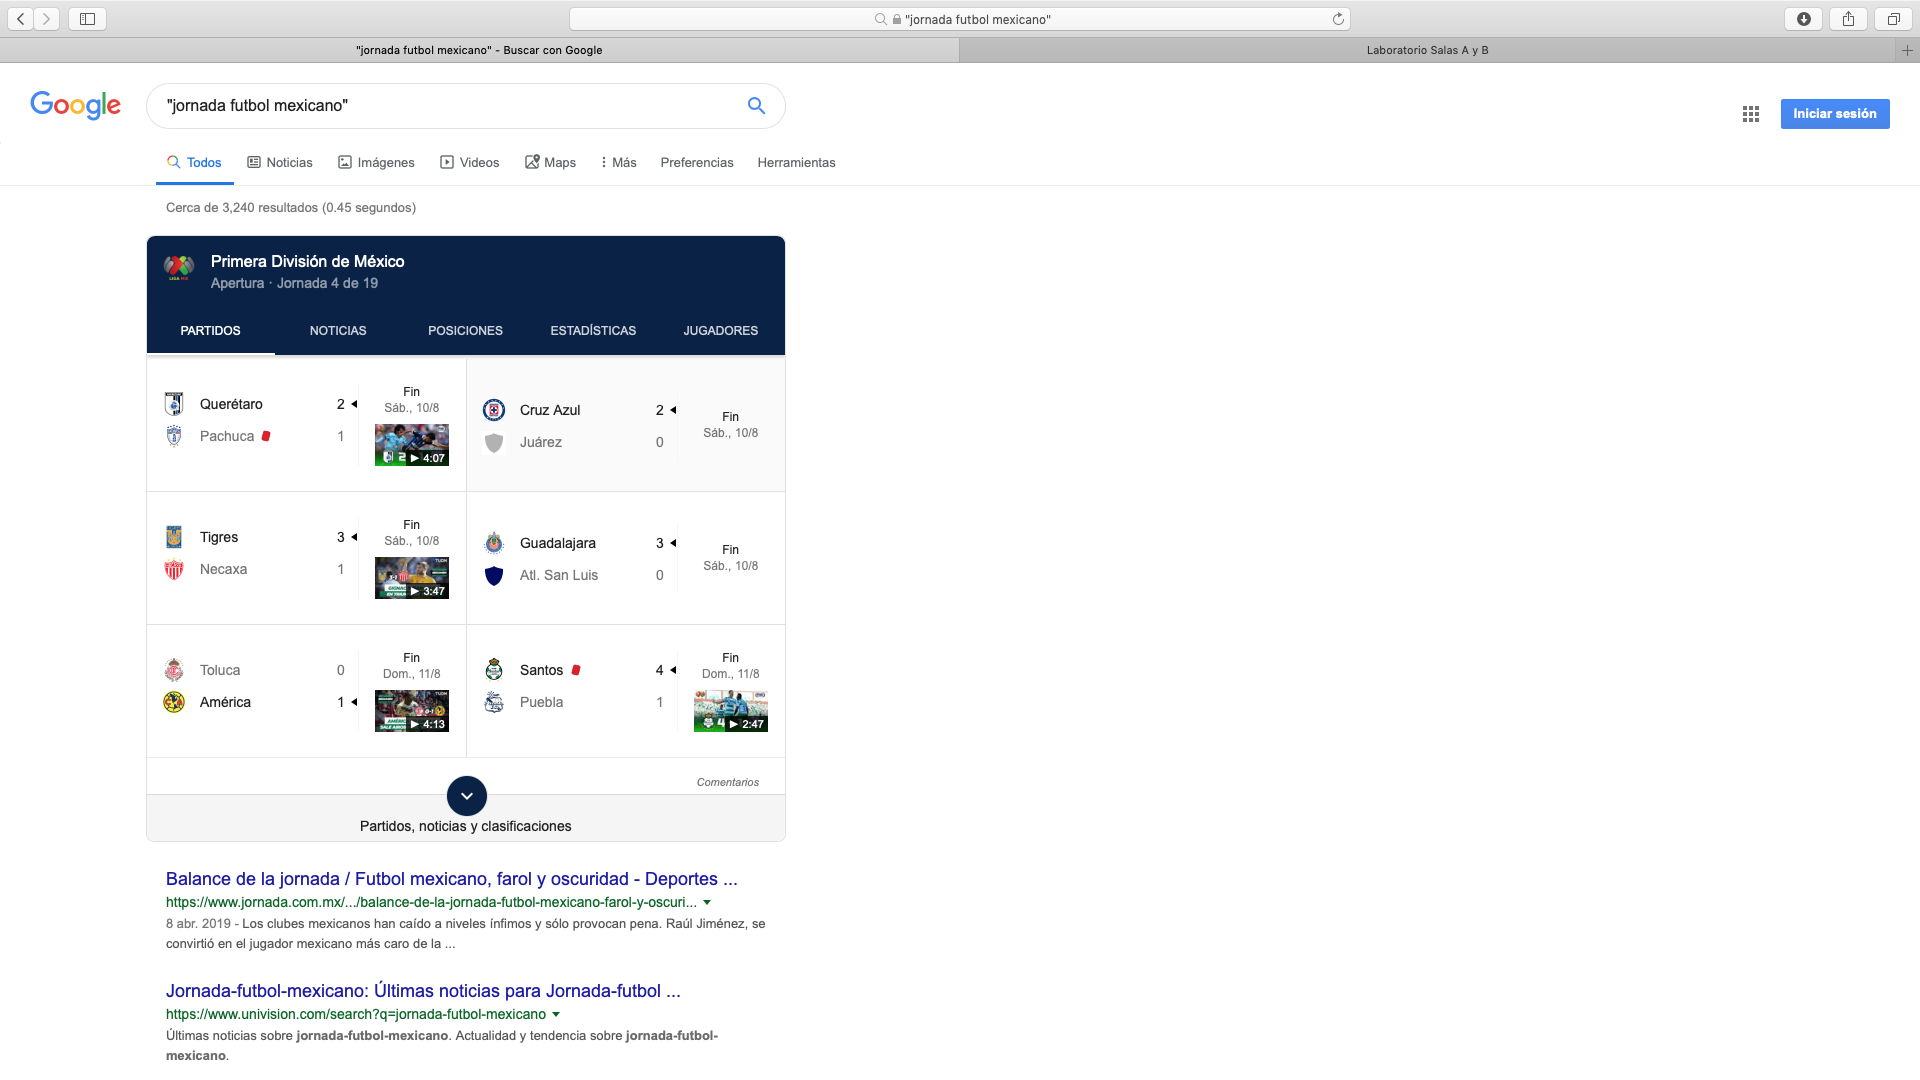 "jornada futbol mexicano"
"jornada futbol mexicano" - Buscar con Google
Laboratorio Salas A y B
Google
"jornada futbol mexicano"
Iniciar sesión
Todos
Noticias
Imágenes
Videos
Maps
Más
Preferencias
Herramientas
Cerca de 3,240 resultados (0.45 segundos)
Primera División de México
Apertura · Jornada 4 de 19
PARTIDOS
NOTICIAS
POSICIONES
ESTADÍSTICAS
JUGADORES
Querétaro 2
Pachuca 1
Fin
Sáb., 10/8
4:07
Cruz Azul 2
Juárez 0
Fin
Sáb., 10/8
Tigres 3
Necaxa 1
Fin
Sáb., 10/8
3:47
Guadalajara 3
Atl. San Luis 0
Fin
Sáb., 10/8
Toluca 0
América 1
Fin
Dom., 11/8
4:13
Santos 4
Puebla 1
Fin
Dom., 11/8
2:47
Comentarios
Partidos, noticias y clasificaciones
Balance de la jornada / Futbol mexicano, farol y oscuridad - Deportes ...
https://www.jornada.com.mx/.../balance-de-la-jornada-futbol-mexicano-farol-y-oscuri...
8 abr. 2019 - Los clubes mexicanos han caído a niveles ínfimos y sólo provocan pena. Raúl Jiménez, se
convirtió en el jugador mexicano más caro de la ...
Jornada-futbol-mexicano: Últimas noticias para Jornada-futbol ...
https://www.univision.com/search?q=jornada-futbol-mexicano
Últimas noticias sobre jornada-futbol-mexicano. Actualidad y tendencia sobre jornada-futbol-
mexicano.